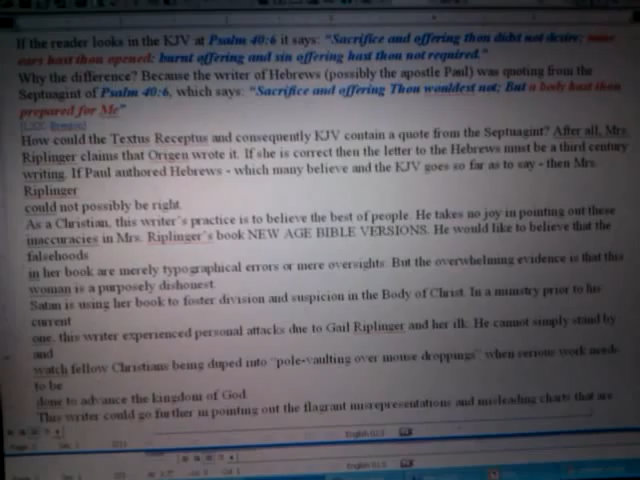 If the reader looks in the KJV at Psalm 40:6 it says: "Sacrifice and offering thou didst not desire; mine
ears hast thou opened: burnt offering and sin offering hast thou not required."
Why the difference? Because the writer of Hebrews (possibly the apostle Paul) was quoting from the
Septuagint of Psalm 40:6, which says: "Sacrifice and offering Thou wouldest not; But a body hast thou
prepared for Me"
How could the Textus Receptus and consequently KJV contain a quote from the Septuagint? After all, Mrs.
Riplinger claims that Origen wrote it. If she is correct then the letter to the Hebrews must be a third century
writing. If Paul authored Hebrews - which many believe and the KJV goes so far as to say - then Mrs.
Riplinger
could not possibly be right.
As a Christian, this writer's practice is to believe the best of people. He takes no joy in pointing out these
inaccuracies in Mrs. Riplinger's book NEW AGE BIBLE VERSIONS. He would like to believe that the
falsehoods
in her book are merely typographical errors or mere oversights. But the overwhelming evidence is that this
woman is a purposely dishonest.
Satan is using her book to foster division and suspicion in the Body of Christ. In a ministry prior to his
current
one, this writer experienced personal attacks due to Gail Riplinger and her ilk. He cannot simply stand by
and
watch fellow Christians being duped into "pole-vaulting over mouse droppings" when serious work needs
to be
done to advance the kingdom of God.
This writer could go further in pointing out the flagrant misrepresentations and misleading charts that are